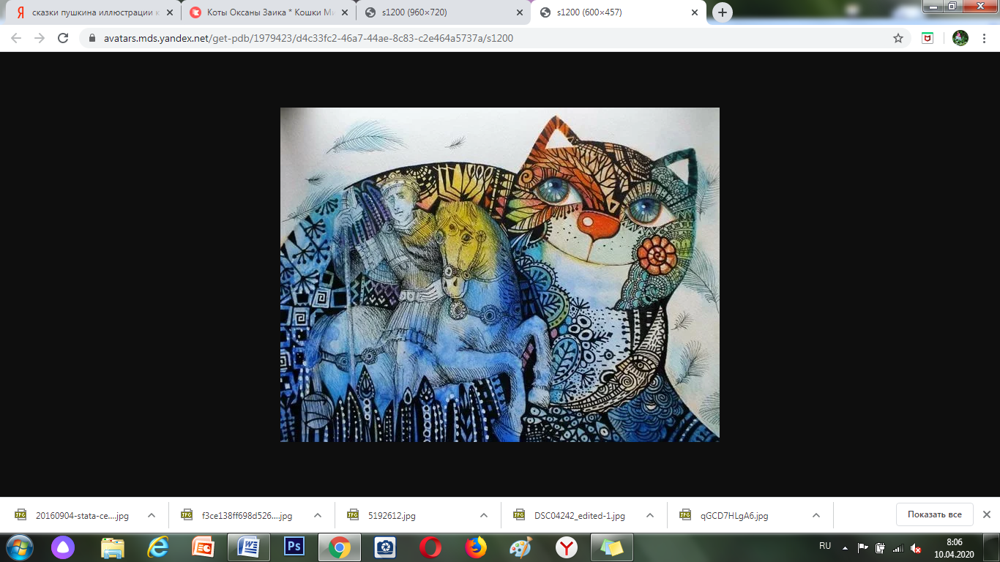 сказки пушкина иллюстрации к
Коты Оксаны Заика * Кошки Ми
s1200 (960×720)
s1200 (600×457)
avatars.mds.yandex.net/get-pdb/1979423/d4c33fc2-46a7-44ae-8c83-c2e464a5737a/s1200
20160904-stata-ce....jpg
f3ce138ff698d526....jpg
5192612.jpg
DSC04242_edited-1.jpg
qGCD7HLgA6.jpg
Показать все
RU
8:06
10.04.2020